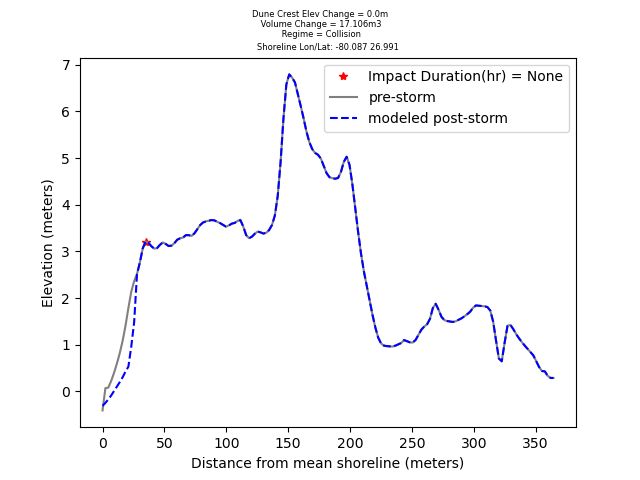 Dune Crest Elev Change = 0.0m
Volume Change = 17.106m3
Regime = Collision
Shoreline Lon/Lat: -80.087 26.991
Impact Duration(hr) = None
pre-storm
modeled post-storm
7
6
5
4
3
2
1
0
Elevation (meters)
0 50 100 150 200 250 300 350
Distance from mean shoreline (meters)